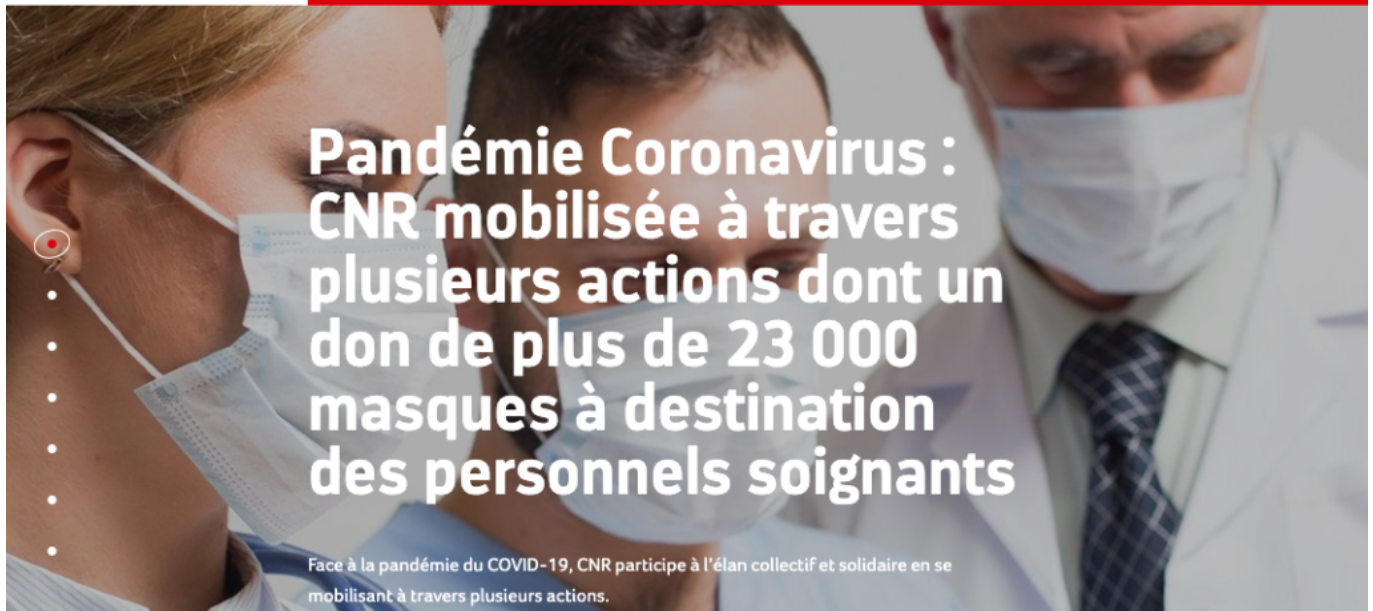 Pandémie Coronavirus :
CNR mobilisée à travers
plusieurs actions dont un
don de plus de 23 000
masques à destination
des personnels soignants
Face à la pandémie du COVID-19, CNR participe à l'élan collectif et solidaire en se
mobilisant à travers plusieurs actions.